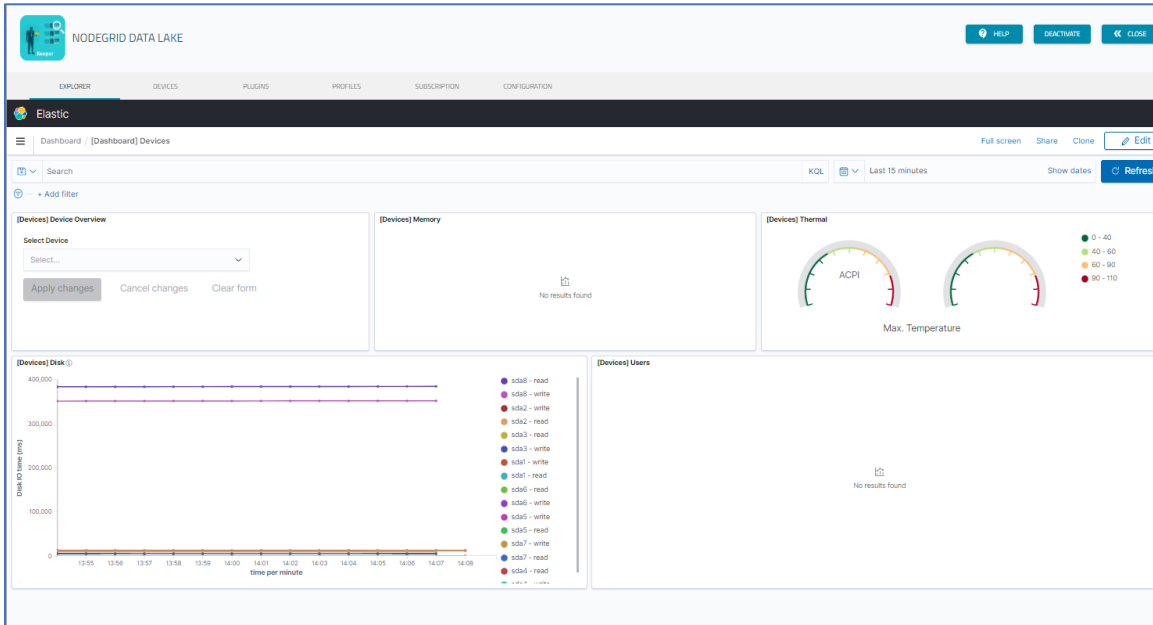 Nodegrid
NODEGRID DATA LAKE
HELP
DEACTIVATE
CLOSE
EXPLORER
DEVICES
PLUGINS
PROFILES
SUBSCRIPTION
CONFIGURATION
Elastic
Dashboard / [Dashboard] Devices
Full screen
Share
Clone
Edit
Search
KQL
Last 15 minutes
Show dates
Refresh
+ Add filter
[Devices] Device Overview
Select Device
Select...
Apply changes
Cancel changes
Clear form
[Devices] Memory
No results found
[Devices] Thermal
ACPI
Max. Temperature
0 - 40
40 - 60
60 - 90
90 - 110
[Devices] Disk
Disk IO time (ms)
400,000
300,000
200,000
100,000
0
13:55 13:56 13:57 13:58 13:59 14:00 14:01 14:02 14:03 14:04 14:05 14:06 14:07 14:08
time per minute
sda8 - read
sda8 - write
sda2 - write
sda2 - read
sda3 - read
sda3 - write
sda1 - write
sda1 - read
sda6 - read
sda6 - write
sda5 - write
sda5 - read
sda7 - write
sda7 - read
sda4 - read
[Devices] Users
No results found